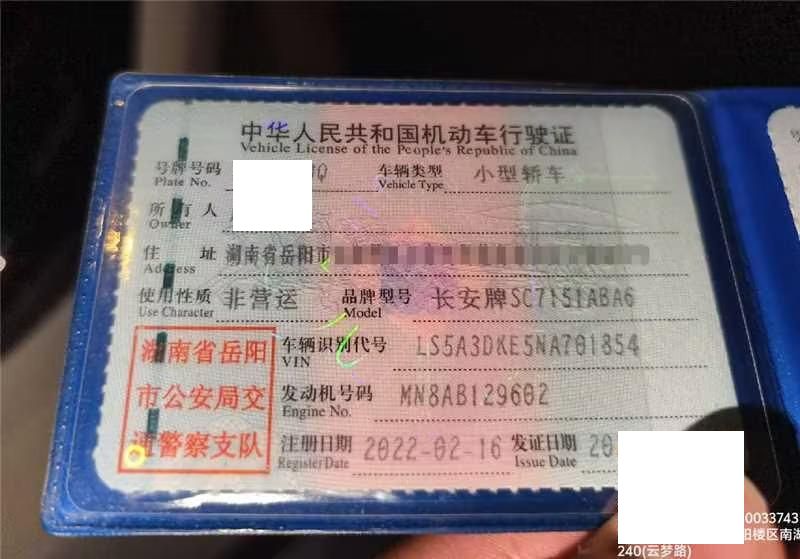 中华人民共和国机动车行驶证
Vehicle License of the People's Republic of China
号牌号码 Q 车辆类型 小型轿车
Plate No. Vehicle Type
所有人
Owner
住址 湖南省岳阳市
Address
使用性质 非营运 品牌型号 长安牌SC7151ABA6
Use Character Model
湖南省岳阳
市公安局交
通警察支队
车辆识别代号 LS5A3DKE5NA701854
VIN
发动机号码 MN8AB129602
Engine No.
注册日期 2022-02-16 发证日期 20
Register Date Issue Date
0033743
阳楼区南湖
240(云梦路)